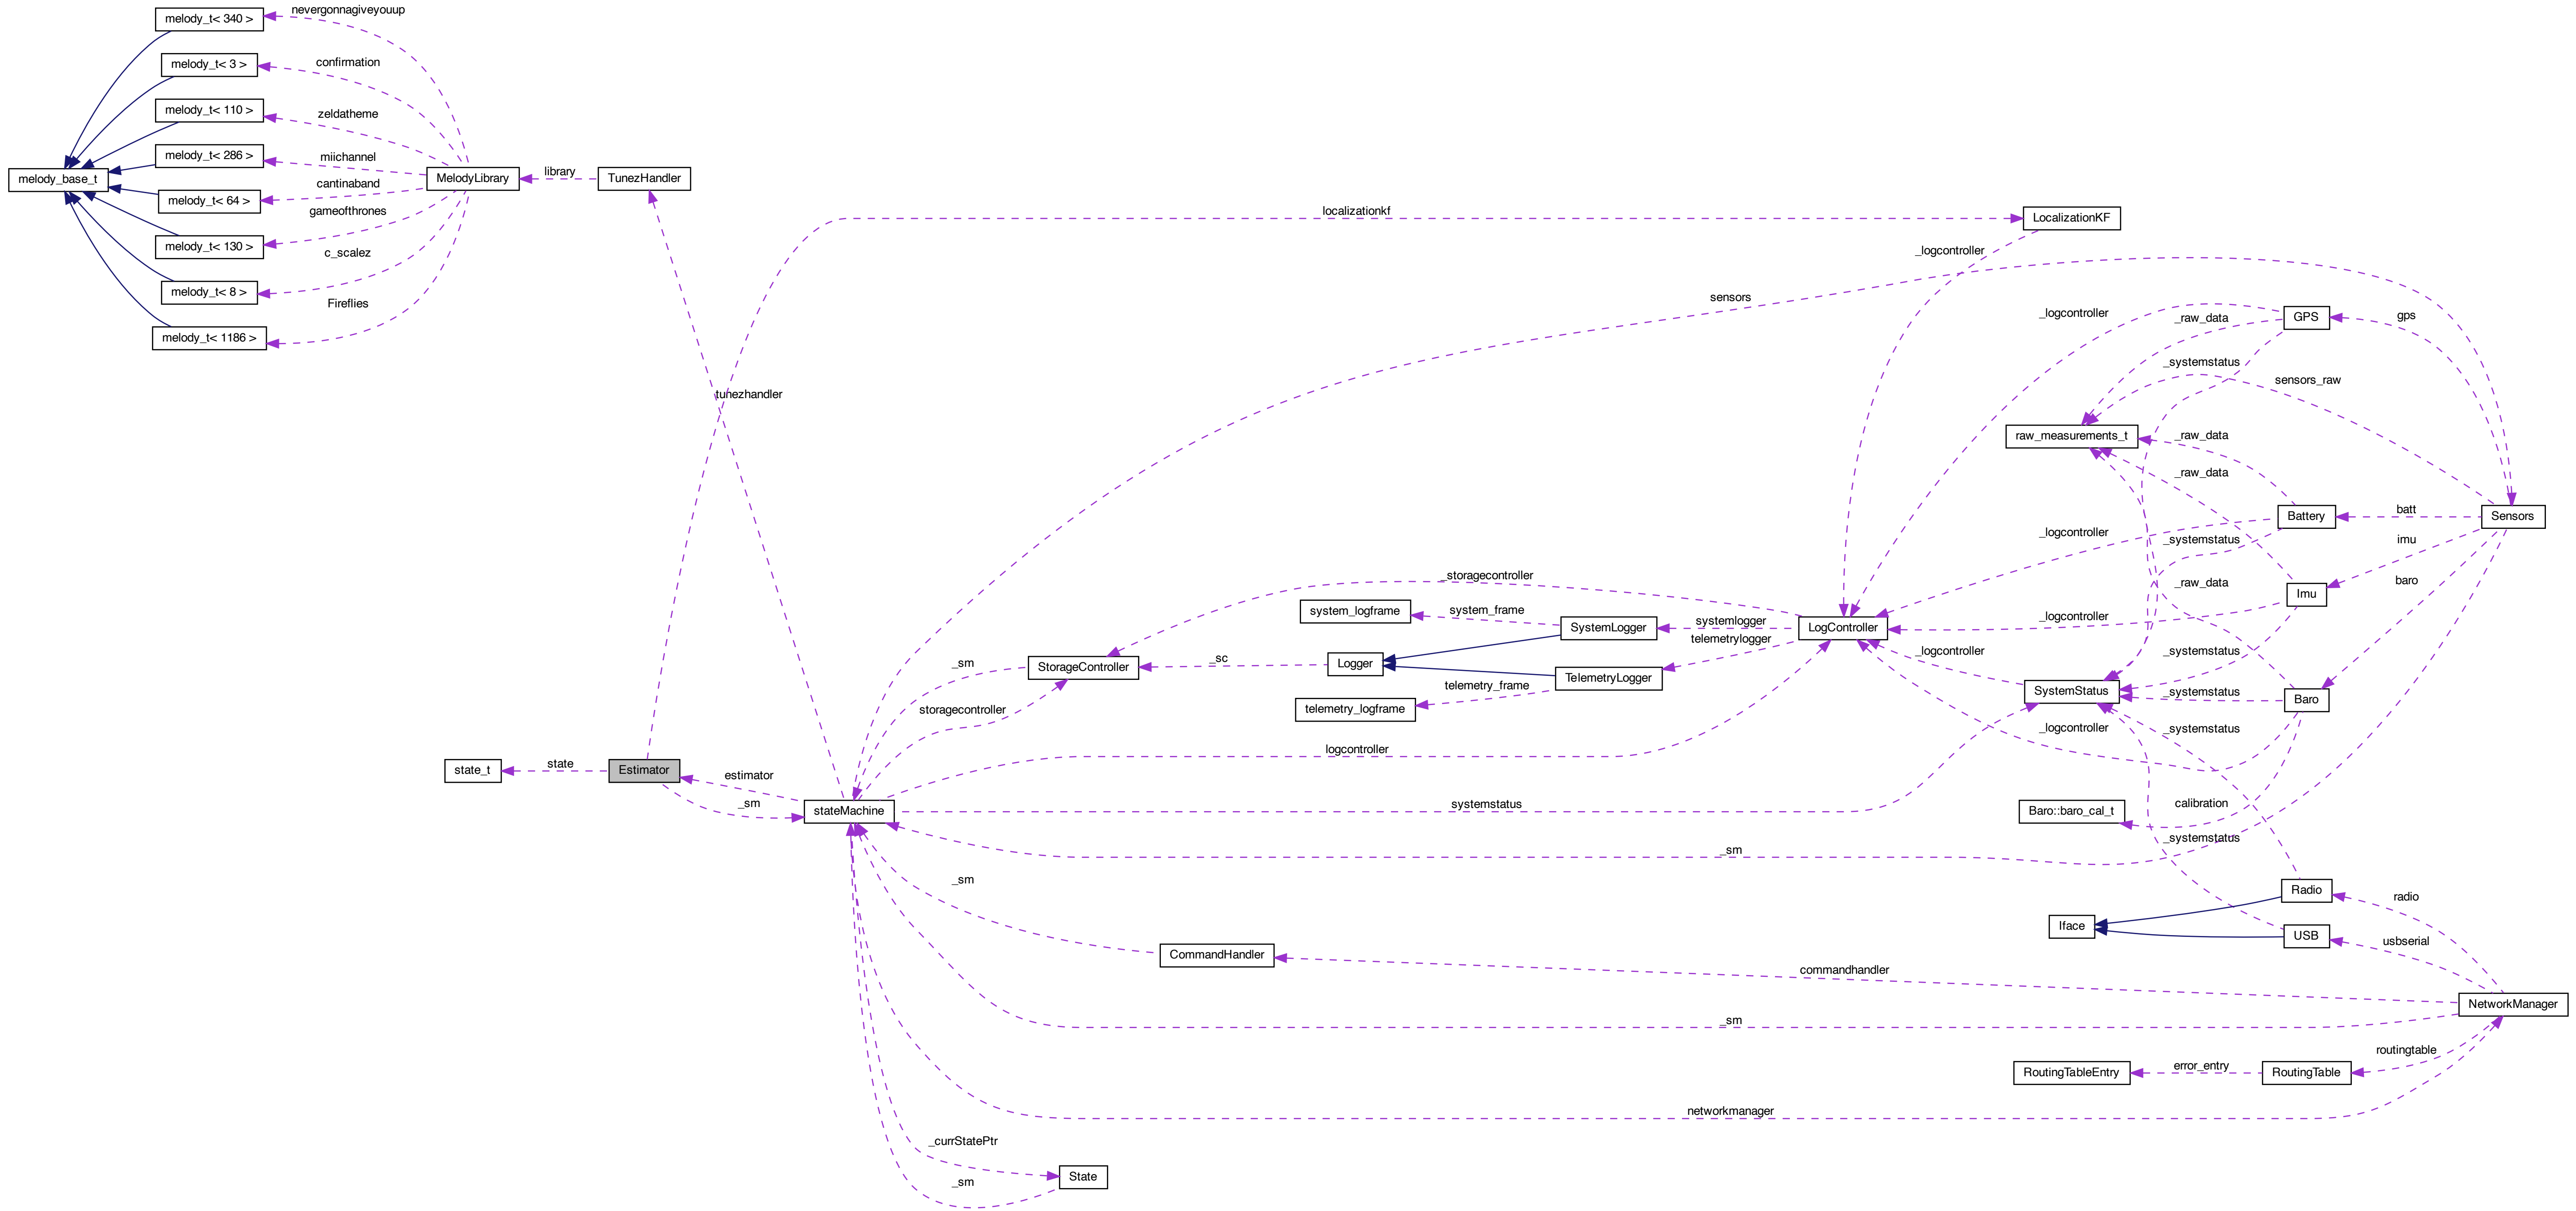 melody_t< 340 >
nevergonnagiveyouup
melody_t< 3 >
confirmation
melody_t< 110 >
zeldatheme
melody_t< 286 >
miichannel
melody_base_t
cantinaband
MelodyLibrary
library
TunezHandler
melody_t< 64 >
gameofthrones
melody_t< 130 >
c_scalez
melody_t< 8 >
Fireflies
melody_t< 1186 >
localizationkf
LocalizationKF
_logcontroller
sensors
_logcontroller
_raw_data
GPS
gps
_systemstatus
sensors_raw
tunezhandler
raw_measurements_t
_raw_data
_raw_data
Battery
batt
Sensors
_logcontroller
_systemstatus
imu
_storagecontroller
_raw_data
baro
Imu
system_logframe
system_frame
SystemLogger
systemlogger
LogController
_logcontroller
telemetrylogger
StorageController
_sm
_sc
Logger
_logcontroller
_systemstatus
TelemetryLogger
telemetry_frame
SystemStatus
_systemstatus
Baro
storagecontroller
telemetry_logframe
_logcontroller
_systemstatus
logcontroller
state_t
state
Estimator
estimator
_sm
stateMachine
systemstatus
Baro::baro_cal_t
calibration
_systemstatus
_sm
_sm
Radio
radio
Iface
USB
usbserial
CommandHandler
commandhandler
NetworkManager
_sm
routingtable
RoutingTableEntry
error_entry
RoutingTable
networkmanager
_currStatePtr
State
_sm